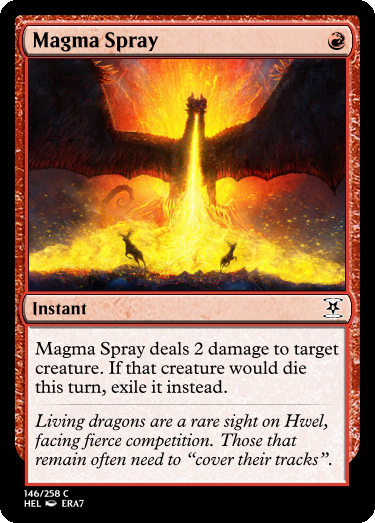 Magma Spray
Instant
Magma Spray deals 2 damage to target
creature. If that creature would die
this turn, exile it instead.
Living dragons are a rare sight on Hwel,
facing fierce competition. Those that
remain often need to “cover their tracks”.
146/258 C
HEL ERA7